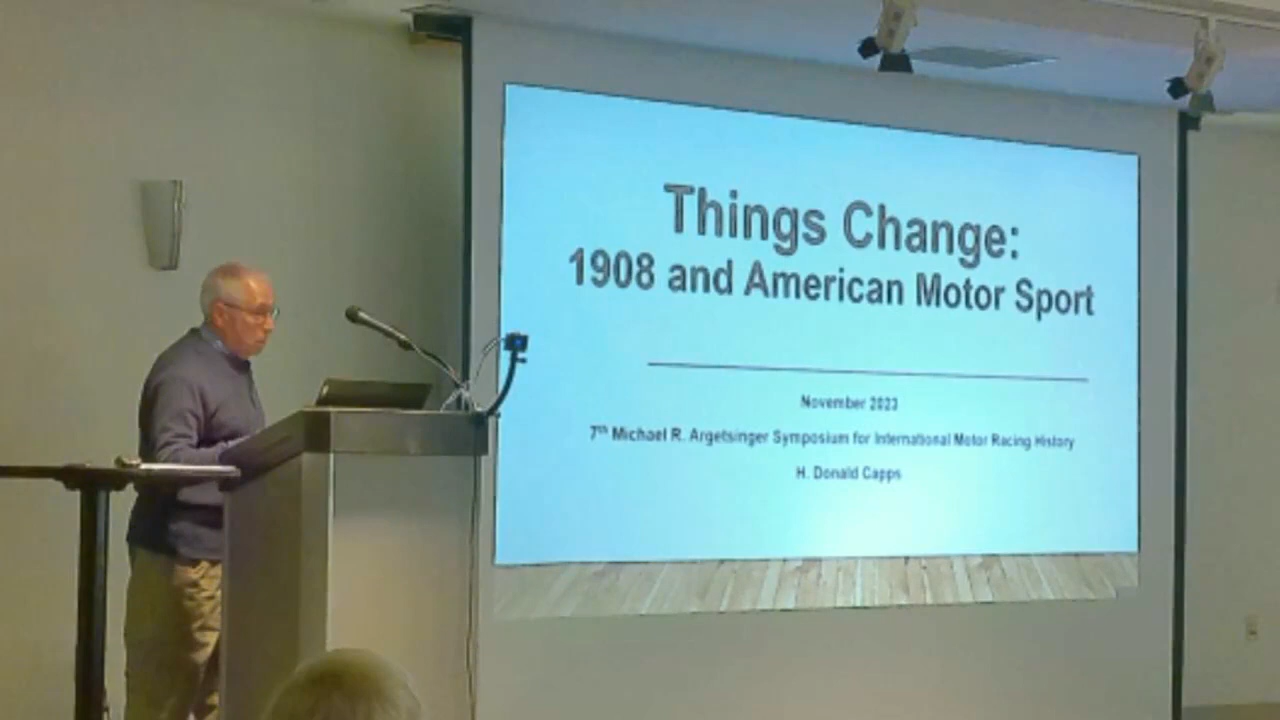 Things Change:
1908 and American Motor Sport
November 2023
7th Michael R. Argetsinger Symposium for International Motor Racing History
H. Donald Capps